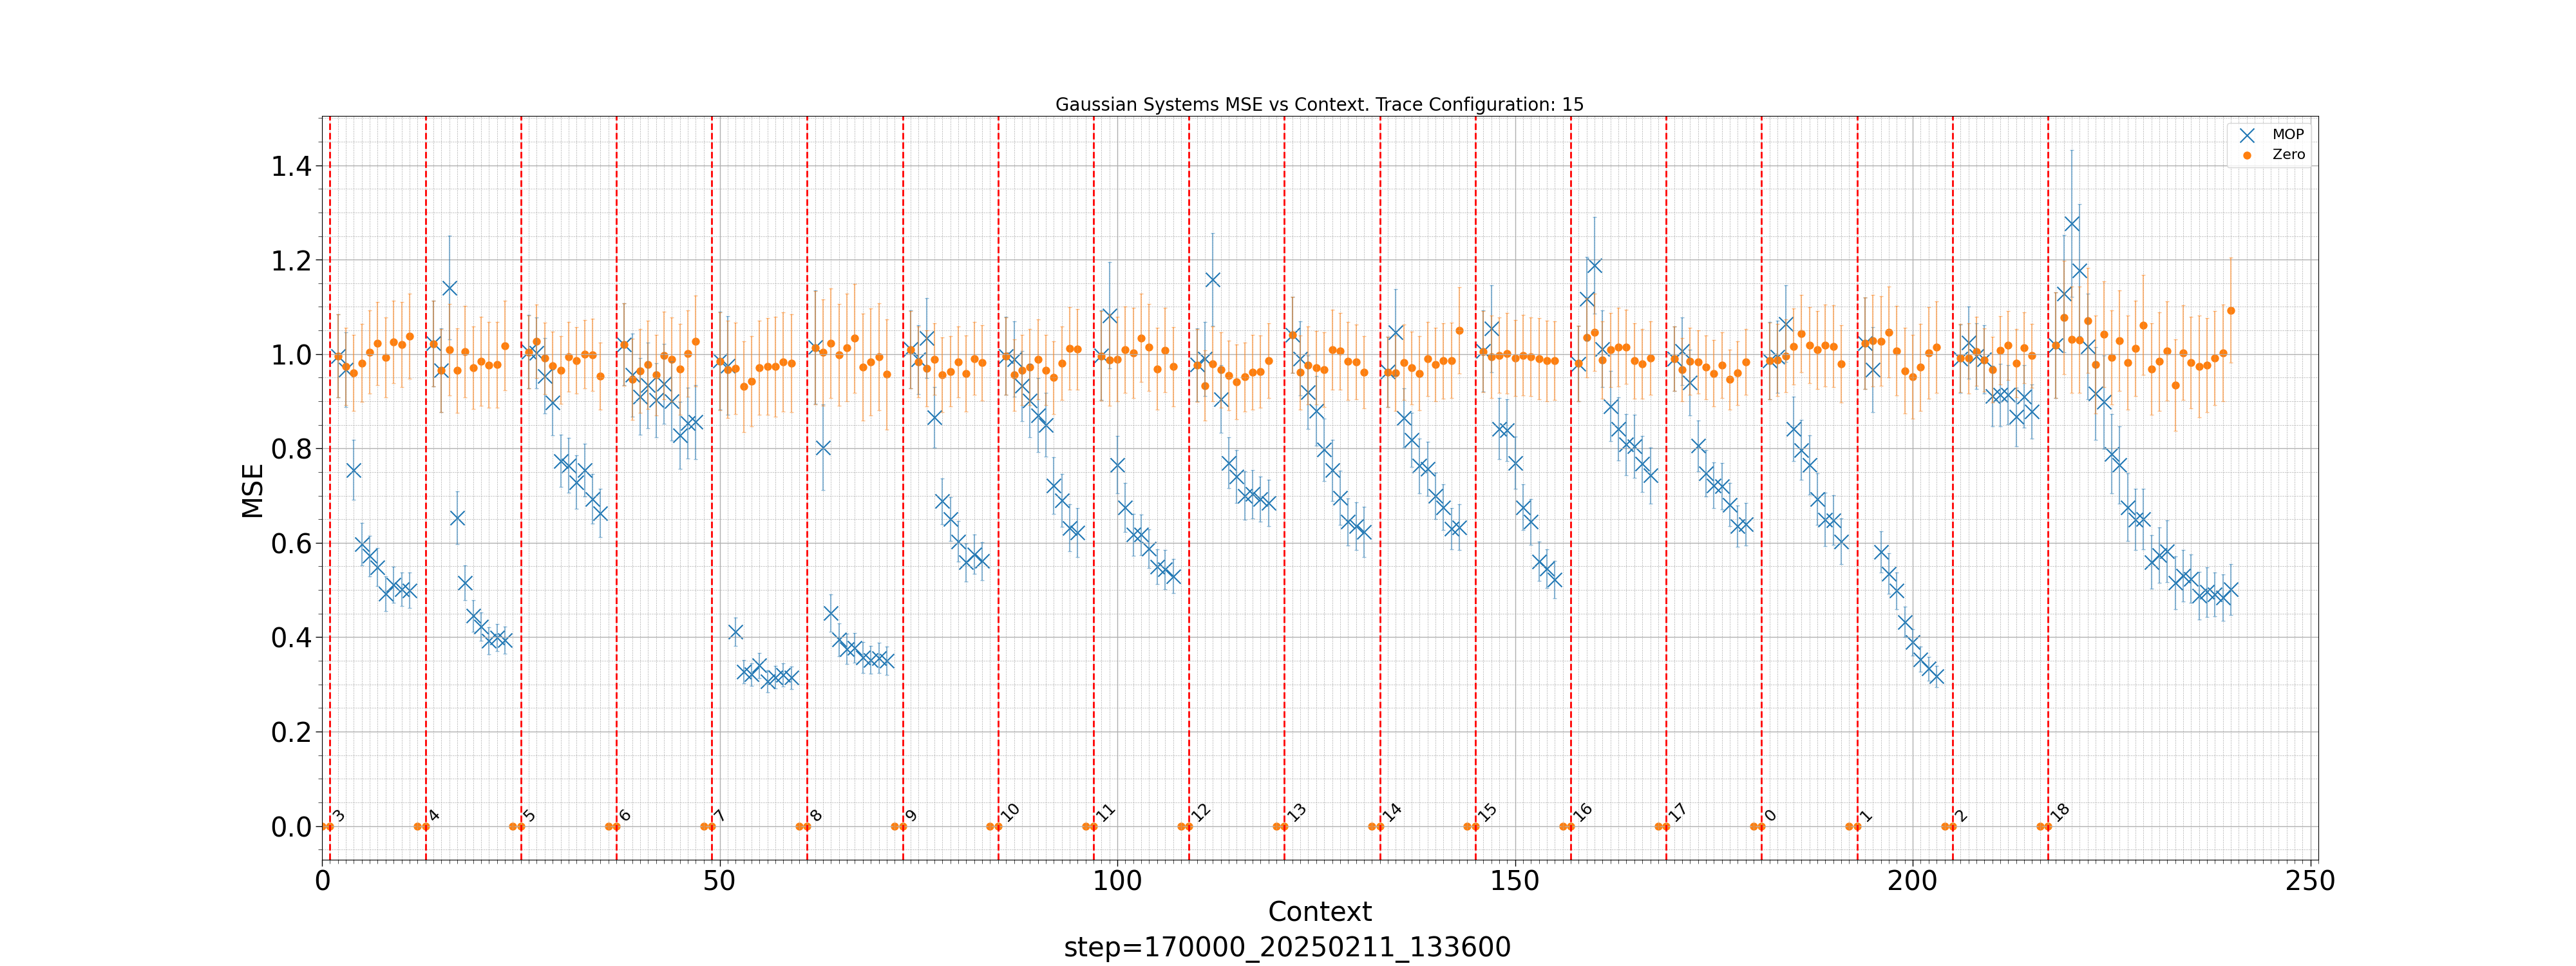 Gaussian Systems MSE vs Context. Trace Configuration: 15
MOP
Zero
MSE
1.4
1.2
1.0
0.8
0.6
0.4
0.2
0.0
3 4 5 6 7 8 9 10 11 12 13 14 15 16 17 0 1 2 18
0 50 100 150 200 250
Context
step=170000_20250211_133600